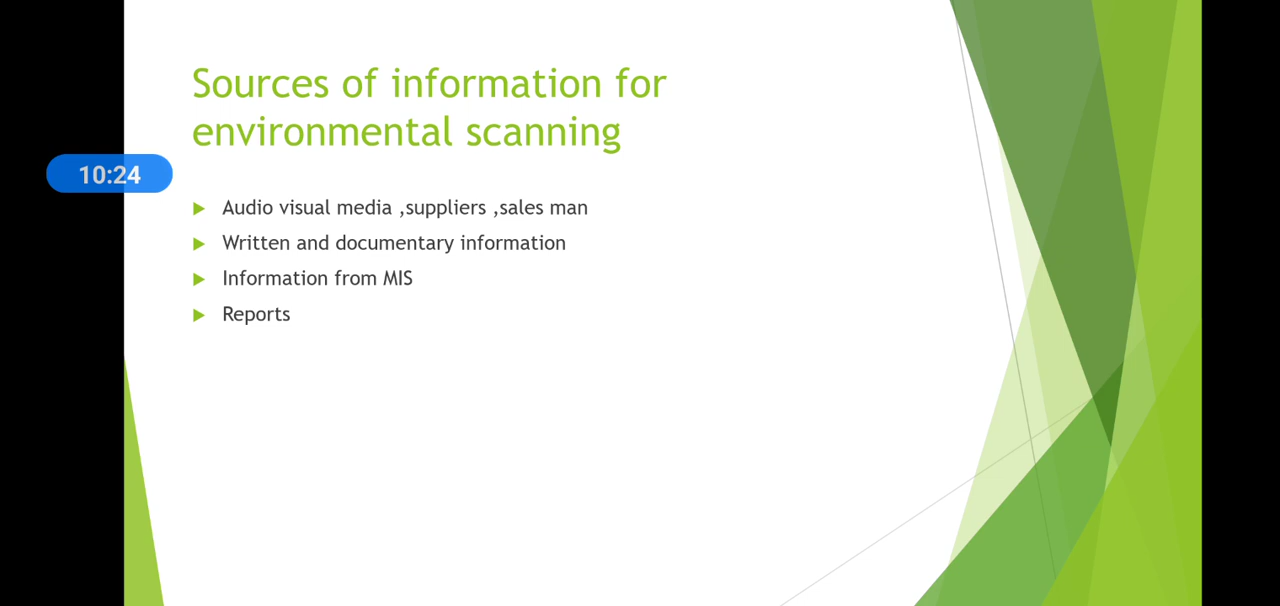 Sources of information for
environmental scanning
10:24
Audio visual media ,suppliers ,sales man
Written and documentary information
Information from MIS
Reports